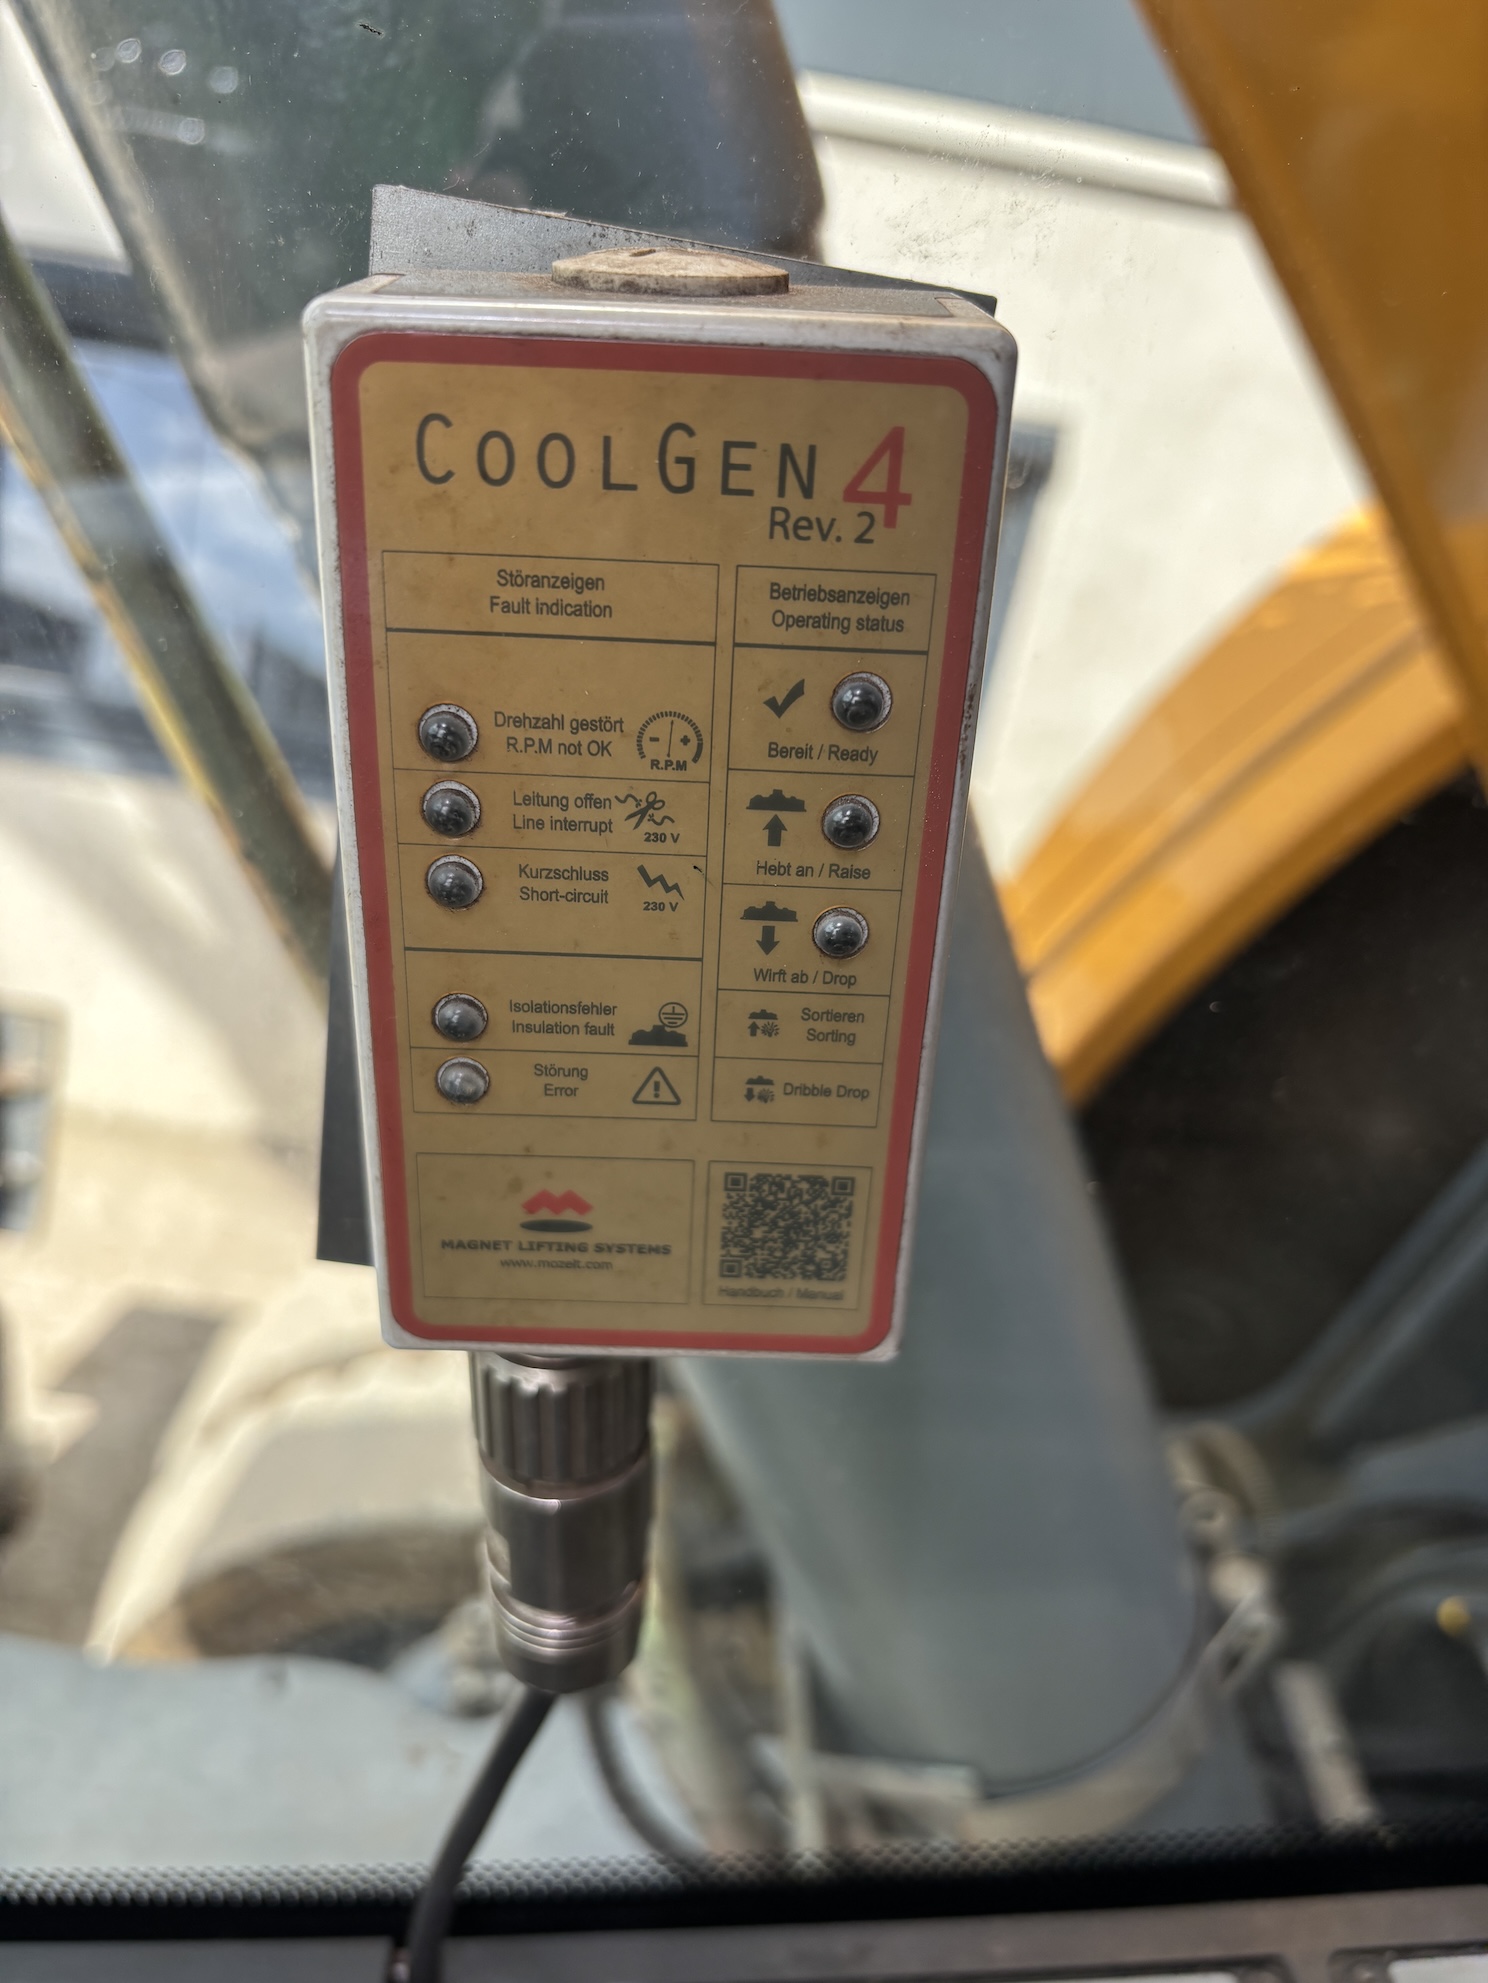 COOLGEN 4
Rev. 2
Störanzeigen
Fault indication
Drehzahl gestört
R.P.M not OK
- +
R.P.M
Leitung offen
Line interrupt
230 V
Kurzschluss
Short-circuit
230 V
Isolationsfehler
Insulation fault
Störung
Error
!
Betriebsanzeigen
Operating status
Bereit / Ready
Hebt an / Raise
Wirft ab / Drop
Sortieren
Sorting
Dribble Drop
MAGNET LIFTING SYSTEMS
www.mozelt.com
Handbuch / Manual